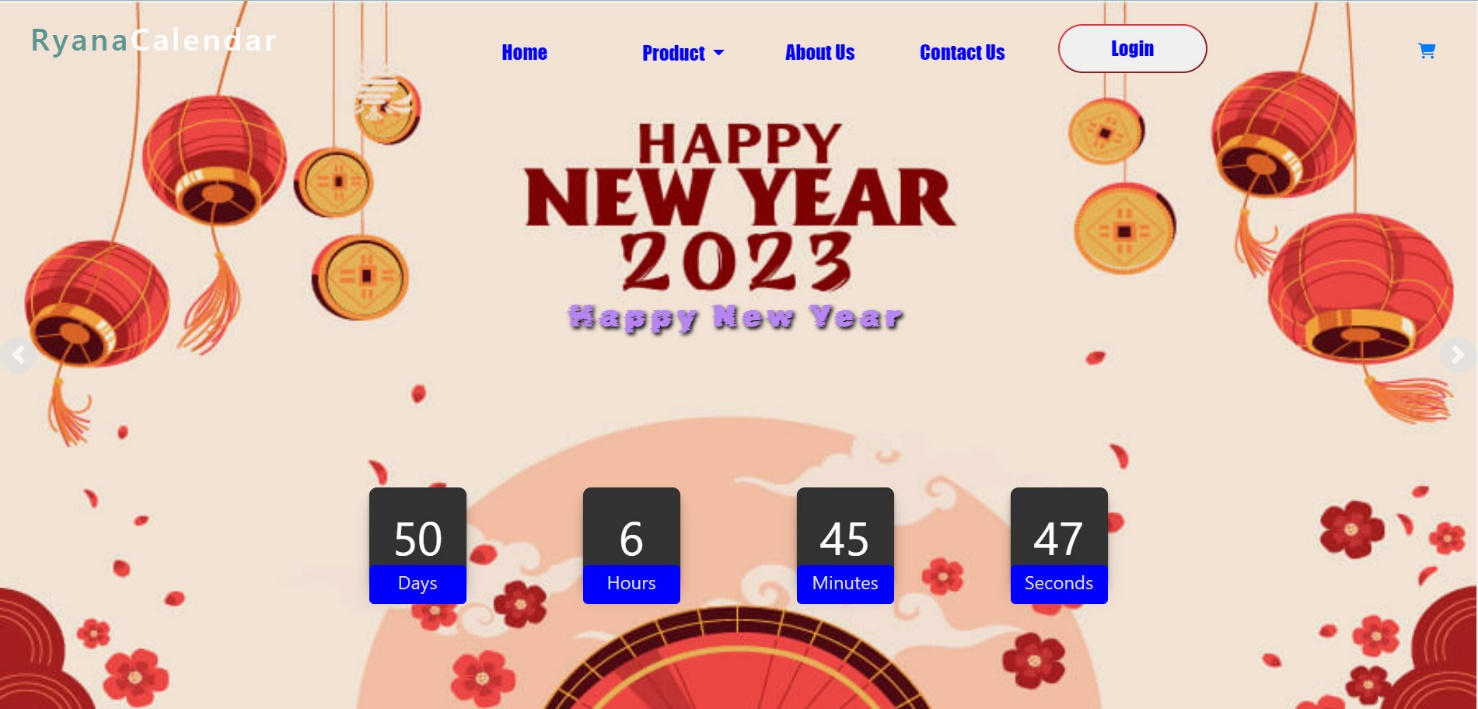 RyanaCalendar
Home Product About Us Contact Us Login
HAPPY
NEW YEAR
2023
Happy New Year
50 6 45 47
Days Hours Minutes Seconds